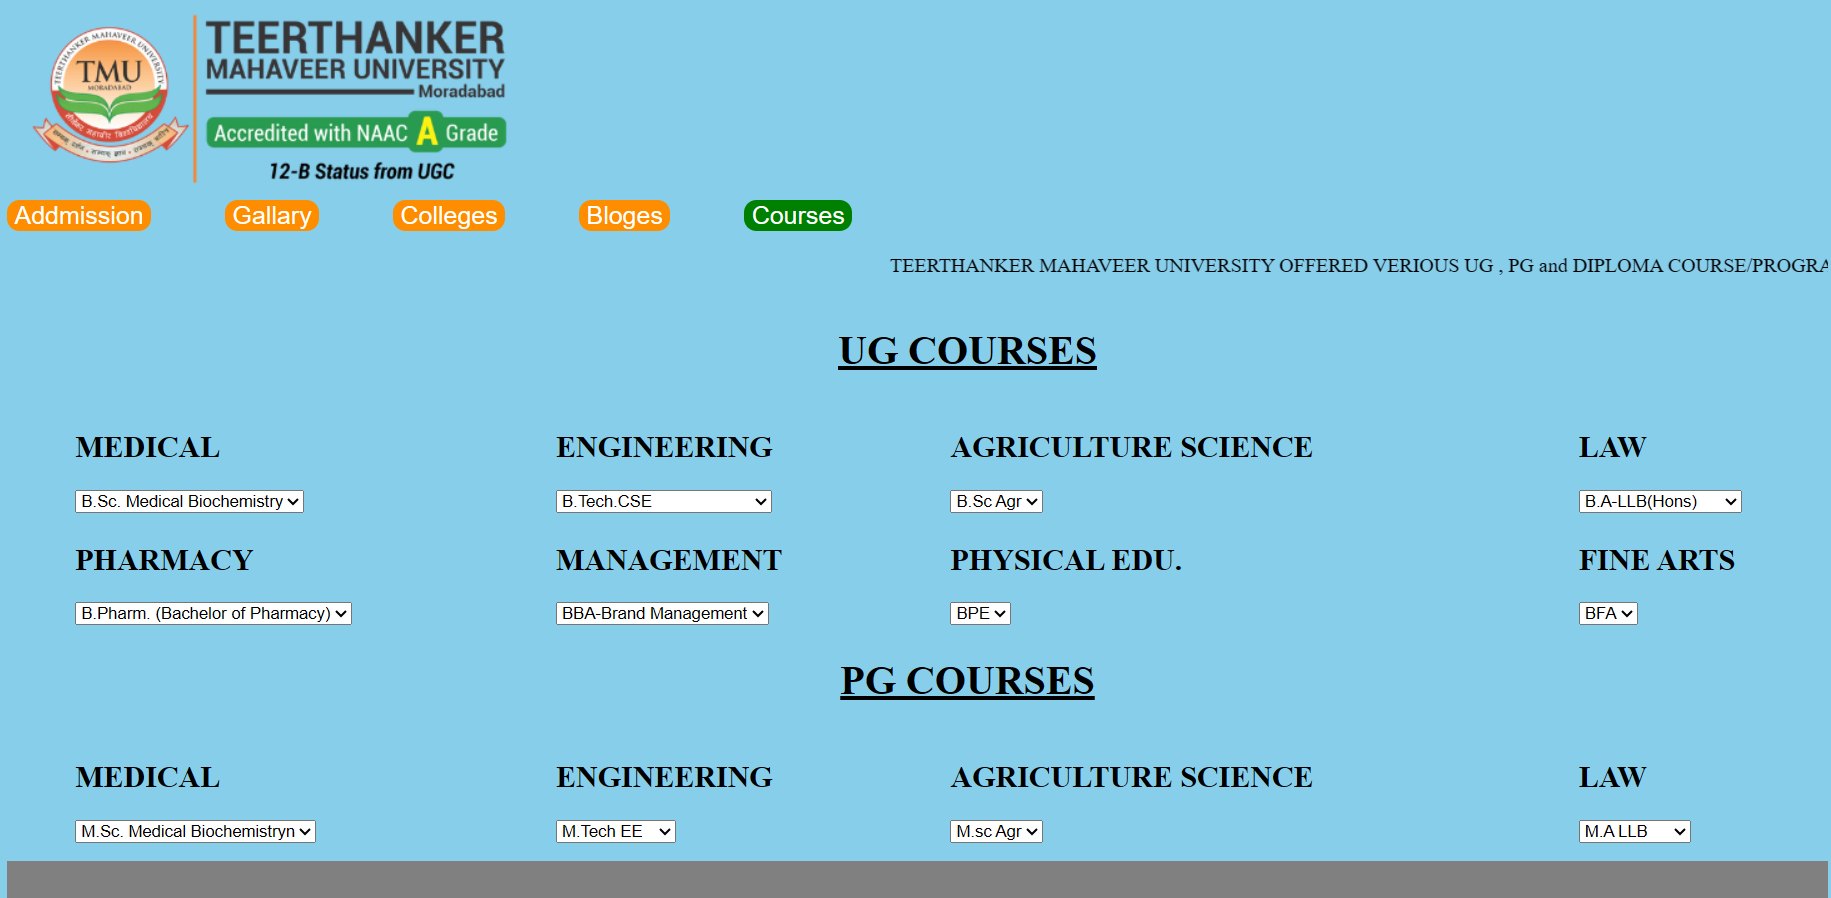 TEERTHANKER MAHAVEER UNIVERSITY
TMU
MORADABAD
TEERTHANKER
MAHAVEER UNIVERSITY
Moradabad
Accredited with NAAC A Grade
12-B Status from UGC
Addmission Gallary Colleges Bloges Courses
TEERTHANKER MAHAVEER UNIVERSITY OFFERED VERIOUS UG , PG and DIPLOMA COURSE/PROGRA
UG COURSES
MEDICAL ENGINEERING AGRICULTURE SCIENCE LAW
B.Sc. Medical Biochemistry B.Tech.CSE B.Sc Agr B.A-LLB(Hons)
PHARMACY MANAGEMENT PHYSICAL EDU. FINE ARTS
B.Pharm. (Bachelor of Pharmacy) BBA-Brand Management BPE BFA
PG COURSES
MEDICAL ENGINEERING AGRICULTURE SCIENCE LAW
M.Sc. Medical Biochemistryn M.Tech EE M.sc Agr M.A LLB